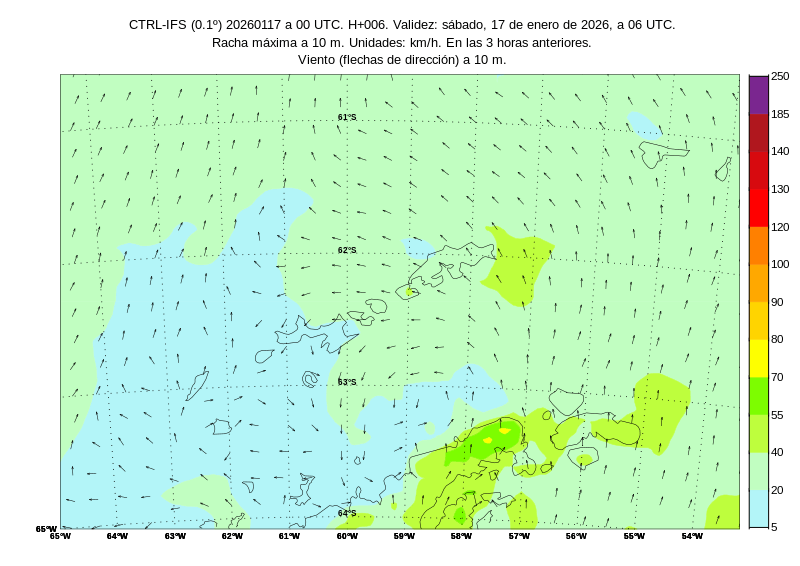 CTRL-IFS (0.1º) 20260117 a 00 UTC. H+006. Validez: sábado, 17 de enero de 2026, a 06 UTC.
Racha máxima a 10 m. Unidades: km/h. En las 3 horas anteriores.
Viento (flechas de dirección) a 10 m.
250
185
140
130
120
100
90
80
70
55
40
20
5
61ºS
62ºS
63ºS
64ºS
65ºW
65ºW 64ºW 63ºW 62ºW 61ºW 60ºW 59ºW 58ºW 57ºW 56ºW 55ºW 54ºW